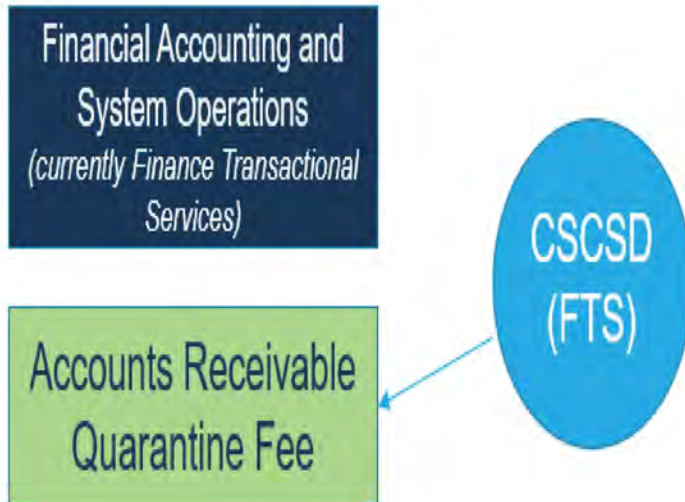 Financial Accounting and
System Operations
(currently Finance Transactional
Services)
CSCSD
(FTS)
Accounts Receivable
Quarantine Fee